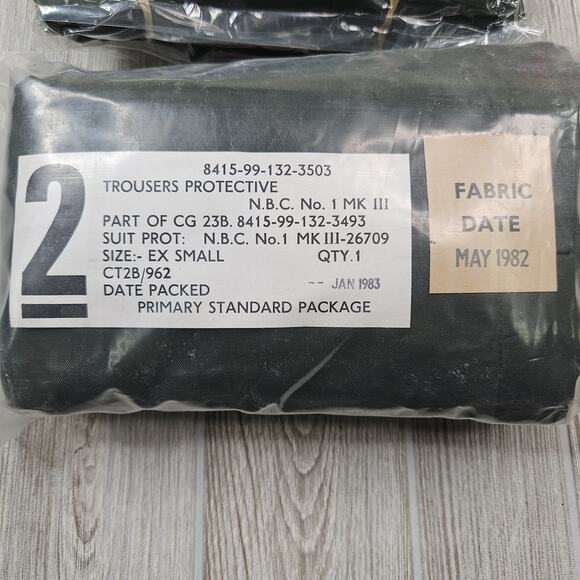 2
8415-99-132-3503
TROUSERS PROTECTIVE
N.B.C. No. 1 MK III
PART OF CG 23B. 8415-99-132-3493
SUIT PROT: N.B.C. No.1 MK III-26709
SIZE:- EX SMALL QTY.1
CT2B/962
DATE PACKED -- JAN 1983
PRIMARY STANDARD PACKAGE
FABRIC
DATE
MAY 1982